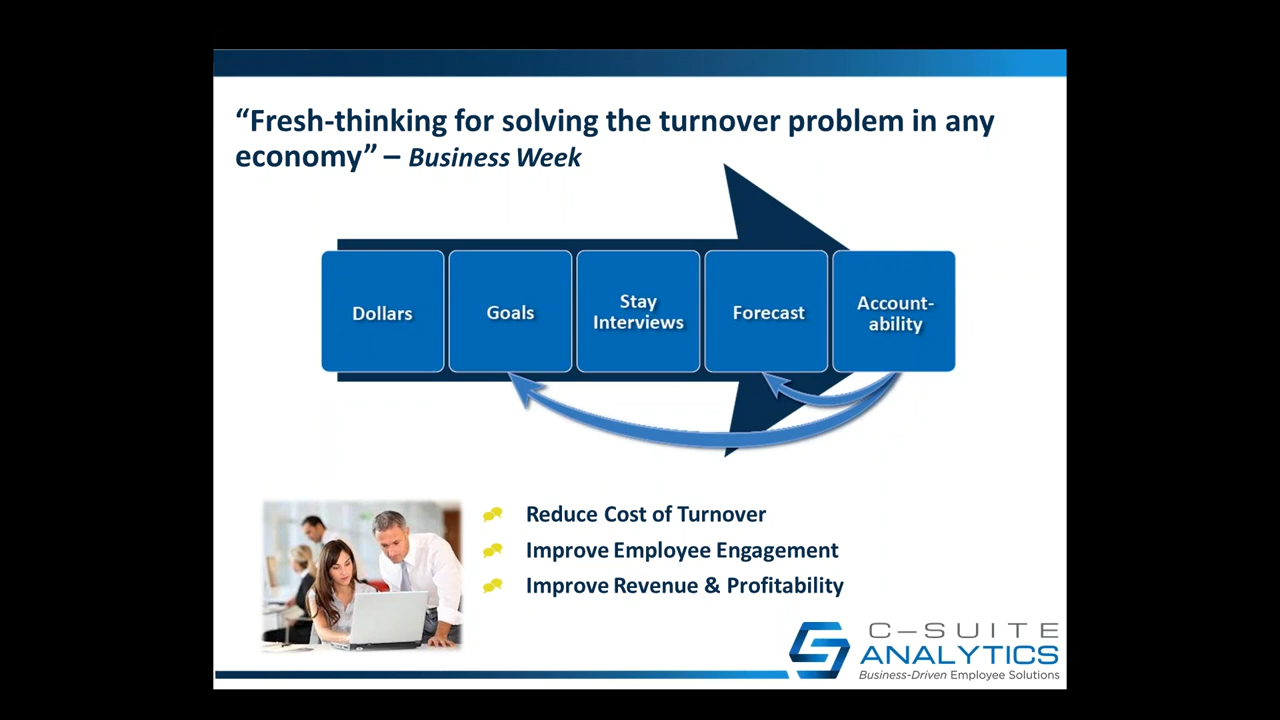 “Fresh-thinking for solving the turnover problem in any
economy” – Business Week
Dollars
Goals
Stay
Interviews
Forecast
Account-
ability
Reduce Cost of Turnover
Improve Employee Engagement
Improve Revenue & Profitability
C–SUITE
ANALYTICS
Business-Driven Employee Solutions